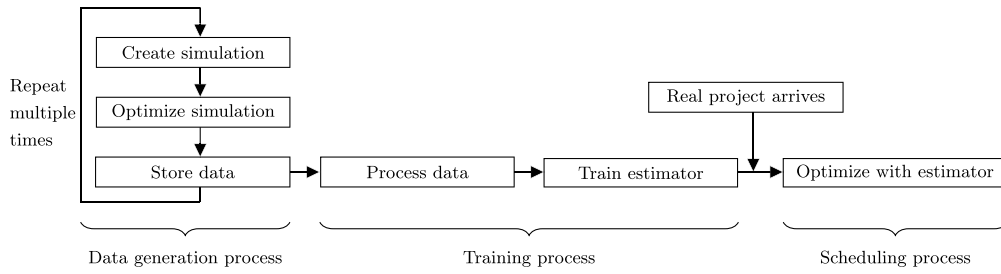 Create simulation
Repeat
multiple
times
Optimize simulation
Real project arrives
Store data
Process data
Train estimator
Optimize with estimator
Data generation process
Training process
Scheduling process